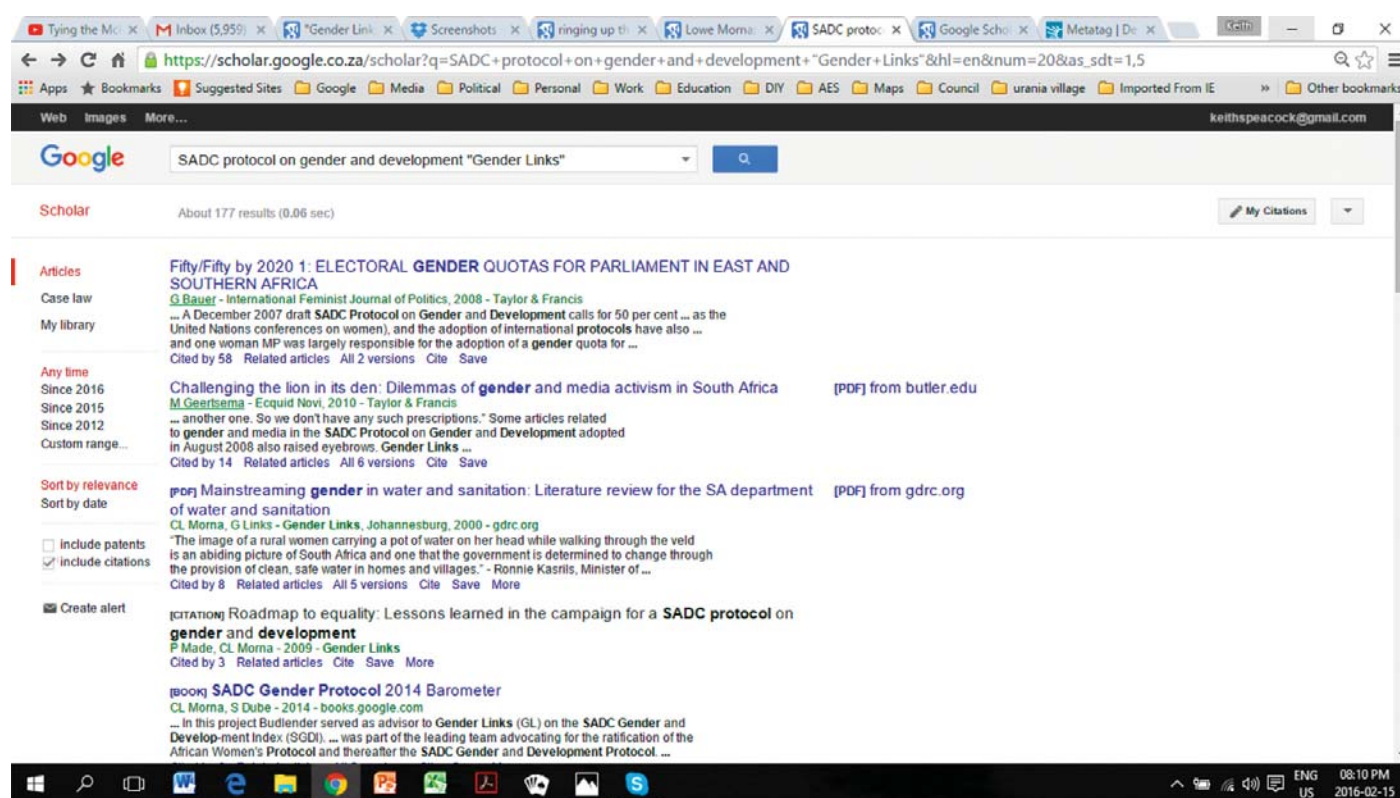 Tying the Mc
Inbox (5,959)
"Gender Link
Screenshots
ringing up th
Lowe Morna
SADC protoc
Google Schol
Metatag | De
Keith
https://scholar.google.co.za/scholar?q=SADC+protocol+on+gender+and+development+"Gender+Links"&hl=en&num=20&as_sdt=1,5
Apps Bookmarks Suggested Sites Google Media Political Personal Work Education DIY AES Maps Council urania village Imported From IE » Other bookmarks
Web Images More... keithspeacock@gmail.com
Google SADC protocol on gender and development "Gender Links"
Scholar About 177 results (0.06 sec) My Citations
Articles
Case law
My library
Any time
Since 2016
Since 2015
Since 2012
Custom range...
Sort by relevance
Sort by date
include patents
include citations
Create alert
Fifty/Fifty by 2020 1: ELECTORAL GENDER QUOTAS FOR PARLIAMENT IN EAST AND
SOUTHERN AFRICA
G Bauer - International Feminist Journal of Politics, 2008 - Taylor & Francis
... A December 2007 draft SADC Protocol on Gender and Development calls for 50 per cent ... as the
United Nations conferences on women), and the adoption of international protocols have also ...
and one woman MP was largely responsible for the adoption of a gender quota for ...
Cited by 58 Related articles All 2 versions Cite Save
Challenging the lion in its den: Dilemmas of gender and media activism in South Africa [PDF] from butler.edu
M Geertsema - Ecquid Novi, 2010 - Taylor & Francis
... another one. So we don't have any such prescriptions." Some articles related
to gender and media in the SADC Protocol on Gender and Development adopted
in August 2008 also raised eyebrows. Gender Links ...
Cited by 14 Related articles All 6 versions Cite Save
[PDF] Mainstreaming gender in water and sanitation: Literature review for the SA department [PDF] from gdrc.org
of water and sanitation
CL Morna, G Links - Gender Links, Johannesburg, 2000 - gdrc.org
"The image of a rural women carrying a pot of water on her head while walking through the veld
is an abiding picture of South Africa and one that the government is determined to change through
the provision of clean, safe water in homes and villages." - Ronnie Kasrils, Minister of ...
Cited by 8 Related articles All 5 versions Cite Save More
[CITATION] Roadmap to equality: Lessons learned in the campaign for a SADC protocol on
gender and development
P Made, CL Morna - 2009 - Gender Links
Cited by 3 Related articles Cite Save More
[BOOK] SADC Gender Protocol 2014 Barometer
CL Morna, S Dube - 2014 - books.google.com
... In this project Budlender served as advisor to Gender Links (GL) on the SADC Gender and
Develop-ment Index (SGDI). ... was part of the leading team advocating for the ratification of the
African Women's Protocol and thereafter the SADC Gender and Development Protocol. ...
ENG 08:10 PM
US 2016-02-15